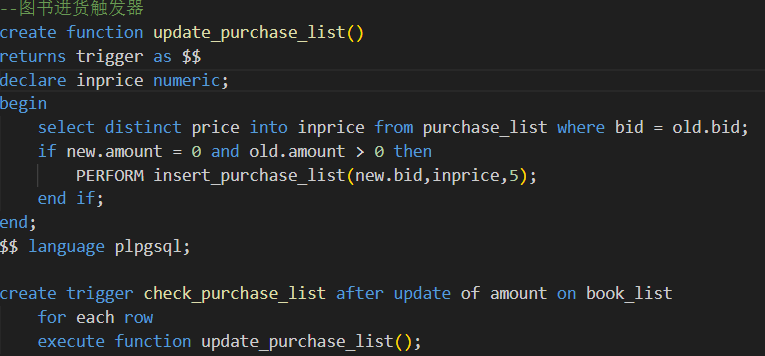 --图书进货触发器
create function update_purchase_list()
returns trigger as $$
declare inprice numeric;
begin
    select distinct price into inprice from purchase_list where bid = old.bid;
    if new.amount = 0 and old.amount > 0 then
        PERFORM insert_purchase_list(new.bid,inprice,5);
    end if;
end;
$$ language plpgsql;

create trigger check_purchase_list after update of amount on book_list
    for each row
    execute function update_purchase_list();